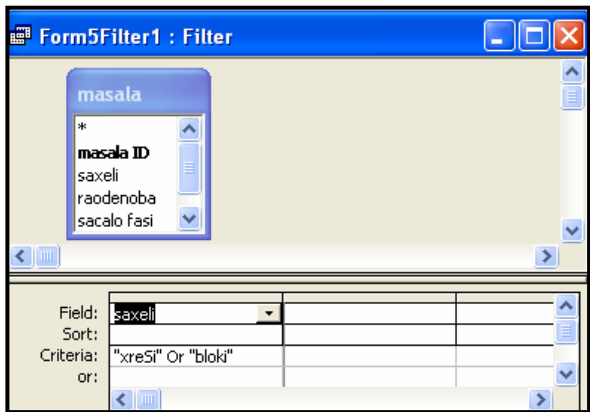 Form5Filter1 : Filter
masala
*
masala ID
saxeli
raodenoba
sacalo fasi
Field: saxeli
Sort:
Criteria: "xreSi" Or "bloki"
or: